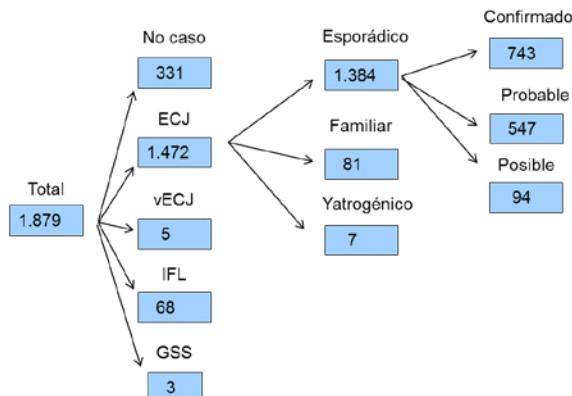 Total
1.879
No caso
331
ECJ
1.472
vECJ
5
IFL
68
GSS
3
Esporádico
1.384
Familiar
81
Yatrogénico
7
Confirmado
743
Probable
547
Posible
94